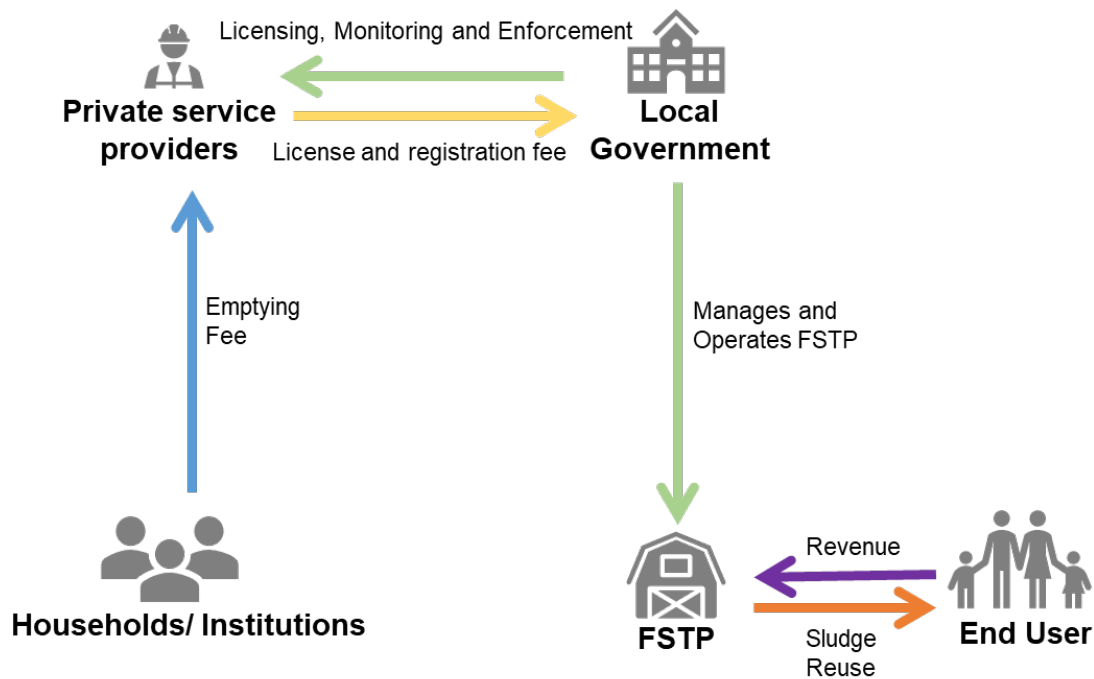 Licensing, Monitoring and Enforcement
Private service
providers
License and registration fee
Local
Government
Emptying
Fee
Manages and
Operates FSTP
Households/ Institutions
FSTP
Revenue
Sludge
Reuse
End User